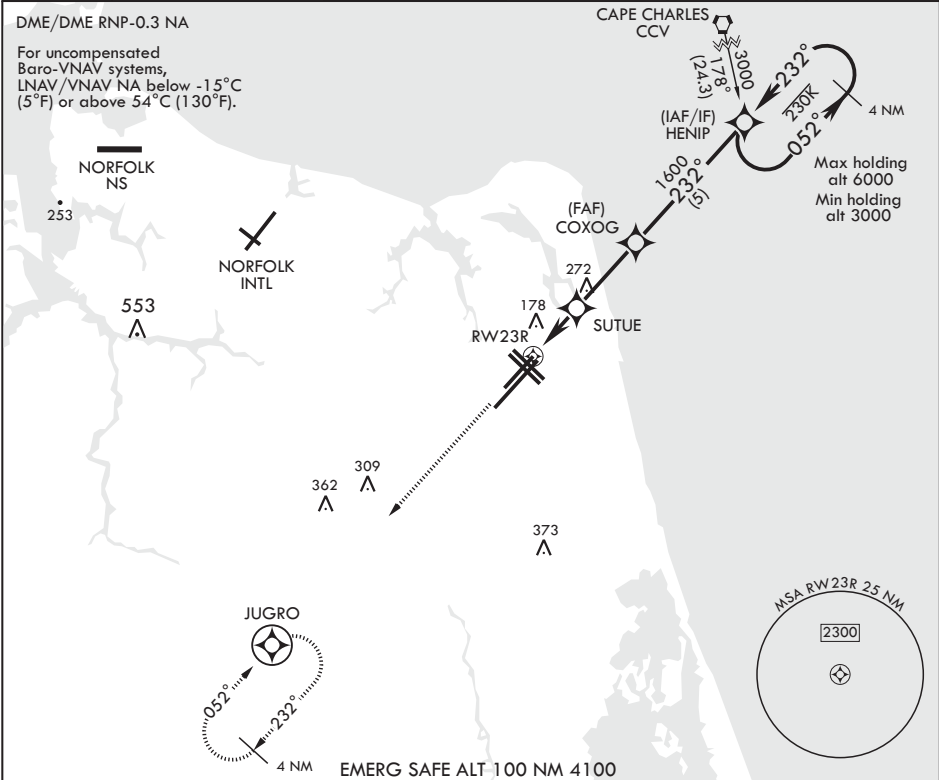 DME/DME RNP-0.3 NA
For uncompensated
Baro-VNAV systems,
LNAV/VNAV NA below -15°C
(5°F) or above 54°C (130°F).
CAPE CHARLES
CCV
3000
178°
(24.3)
232°
230K
052°
4 NM
(IAF/IF)
HENIP
Max holding
alt 6000
Min holding
alt 3000
1600
232°
(5)
NORFOLK
NS
253
NORFOLK
INTL
(FAF)
COXOG
272
553
178
SUTUE
RW23R
309
362
373
JUGRO
052°
232°
4 NM
MSA RW23R 25 NM
2300
EMERG SAFE ALT 100 NM 4100